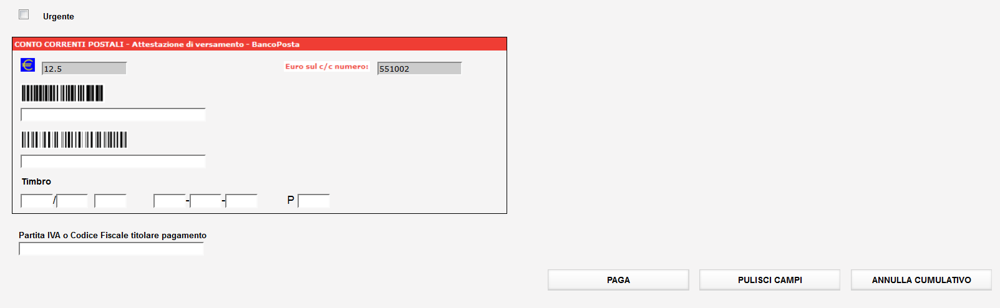 Urgente
CONTO CORRENTI POSTALI - Attestazione di versamento - BancoPosta
€ 12.5 Euro sul c/c numero: 551002
Timbro
/ - - P
Partita IVA o Codice Fiscale titolare pagamento
PAGA PULISCI CAMPI ANNULLA CUMULATIVO